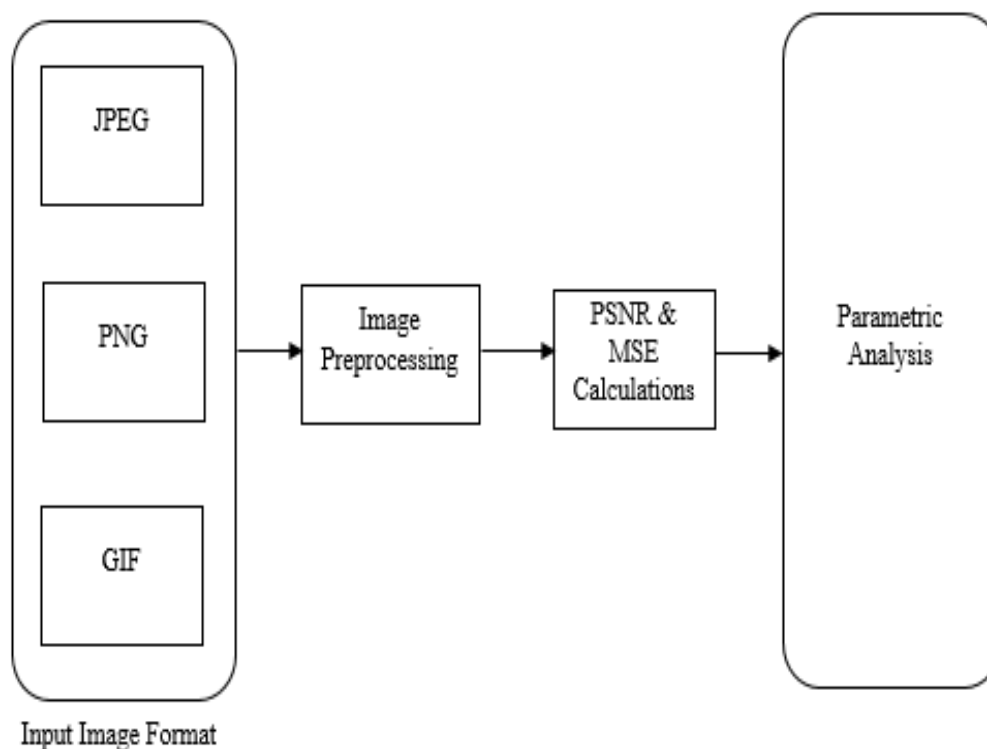 JPEG
PNG
GIF
Input Image Format
Image
Preprocessing
PSNR &
MSE
Calculations
Parametric
Analysis